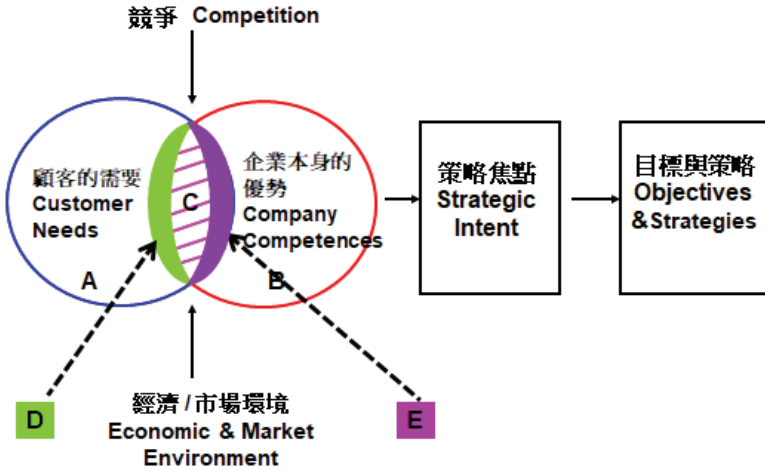 競爭 Competition
顧客的需要
Customer
Needs
A
C
企業本身的
優勢
Company
Competences
B
策略焦點
Strategic
Intent
目標與策略
Objectives
&Strategies
D
經濟 / 市場環境
Economic & Market
Environment
E